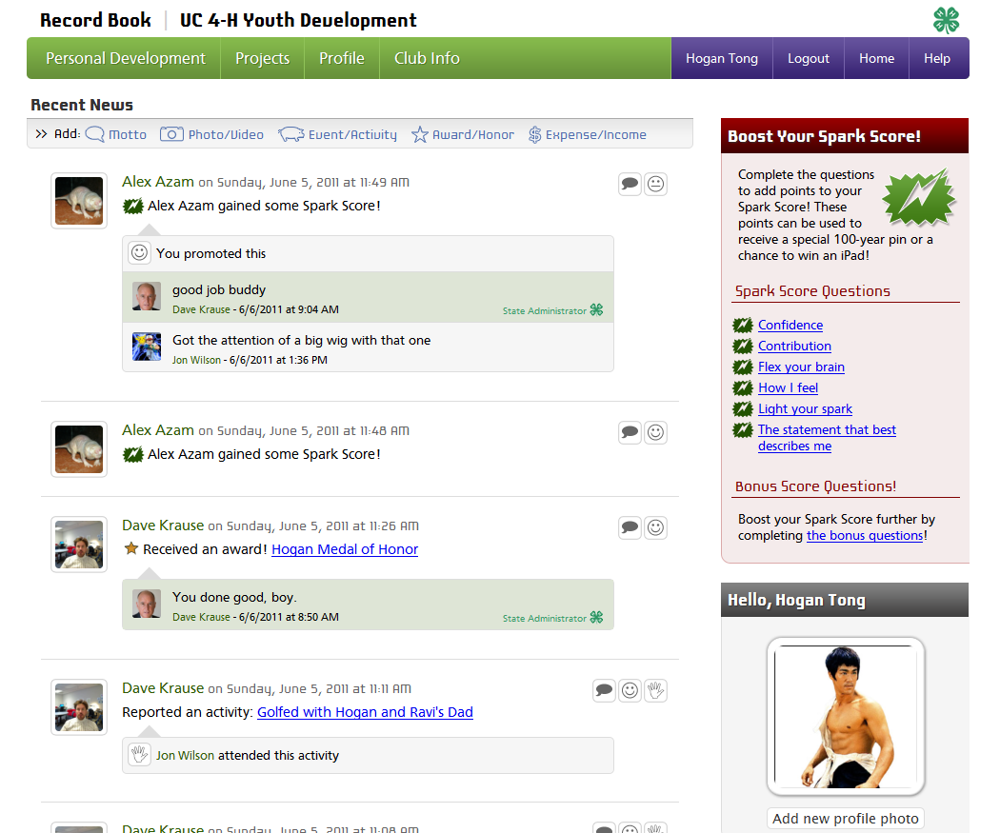 Record Book | UC 4-H Youth Development
Personal Development Projects Profile Club Info Hogan Tong Logout Home Help
Recent News
» Add: Motto Photo/Video Event/Activity Award/Honor Expense/Income
Alex Azam on Sunday, June 5, 2011 at 11:49 AM
Alex Azam gained some Spark Score!
You promoted this
good job buddy
Dave Krause - 6/6/2011 at 9:04 AM State Administrator
Got the attention of a big wig with that one
Jon Wilson - 6/6/2011 at 1:36 PM
Alex Azam on Sunday, June 5, 2011 at 11:48 AM
Alex Azam gained some Spark Score!
Dave Krause on Sunday, June 5, 2011 at 11:26 AM
Received an award! Hogan Medal of Honor
You done good, boy.
Dave Krause - 6/6/2011 at 8:50 AM State Administrator
Dave Krause on Sunday, June 5, 2011 at 11:11 AM
Reported an activity: Golfed with Hogan and Ravi's Dad
Jon Wilson attended this activity
Dave Krause on Sunday, June 5, 2011 at 11:08 AM
Boost Your Spark Score!
Complete the questions
to add points to your
Spark Score! These
points can be used to
receive a special 100-year pin or a
chance to win an iPad!
Spark Score Questions
Confidence
Contribution
Flex your brain
How I feel
Light your spark
The statement that best
describes me
Bonus Score Questions!
Boost your Spark Score further by
completing the bonus questions!
Hello, Hogan Tong
Add new profile photo